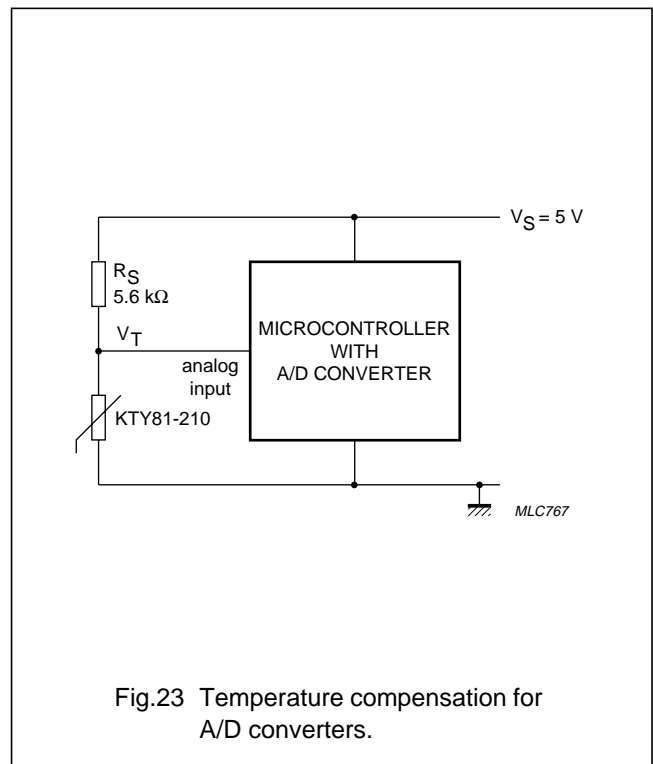 V_S = 5 V
R_S
5.6 kΩ
V_T
analog
input
MICROCONTROLLER
WITH
A/D CONVERTER
KTY81-210
MLC767
Fig.23 Temperature compensation for
A/D converters.